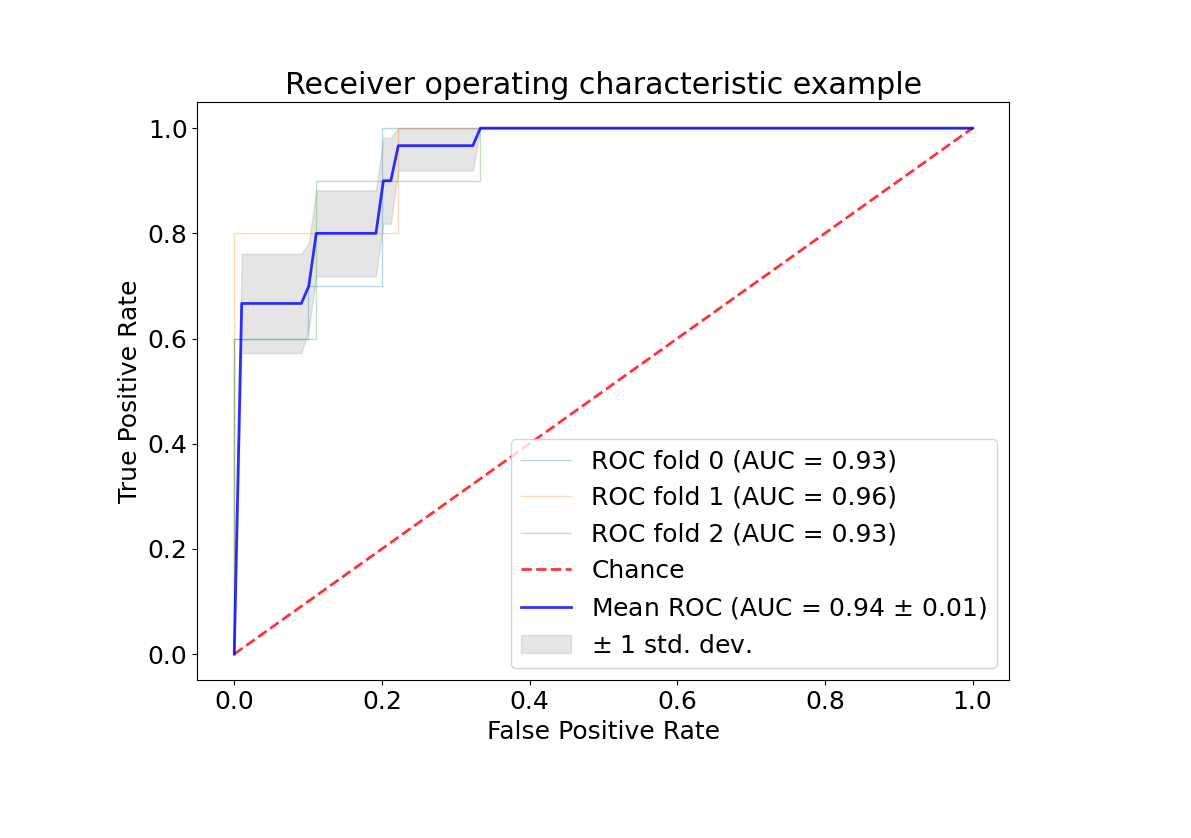 Receiver operating characteristic example
True Positive Rate
1.0
0.8
0.6
0.4
0.2
0.0
ROC fold 0 (AUC = 0.93)
ROC fold 1 (AUC = 0.96)
ROC fold 2 (AUC = 0.93)
Chance
Mean ROC (AUC = 0.94 ± 0.01)
± 1 std. dev.
0.0 0.2 0.4 0.6 0.8 1.0
False Positive Rate